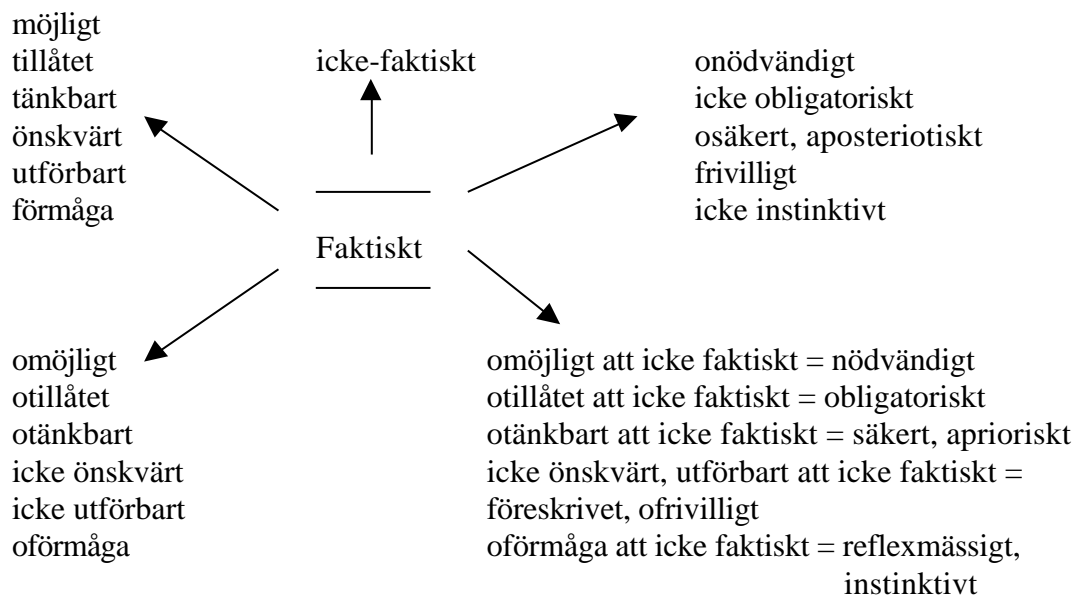 möjligt
tillåtet
tänkbart
önskvärt
utförbart
förmåga
icke-faktiskt
onödvändigt
icke obligatoriskt
osäkert, aposteriotiskt
frivilligt
icke instinktivt
Faktiskt
omöjligt
otillåtet
otänkbart
icke önskvärt
icke utförbart
oförmåga
omöjligt att icke faktiskt = nödvändigt
otillåtet att icke faktiskt = obligatoriskt
otänkbart att icke faktiskt = säkert, aprioriskt
icke önskvärt, utförbart att icke faktiskt =
föreskrivet, ofrivilligt
oförmåga att icke faktiskt = reflexmässigt,
instinktivt